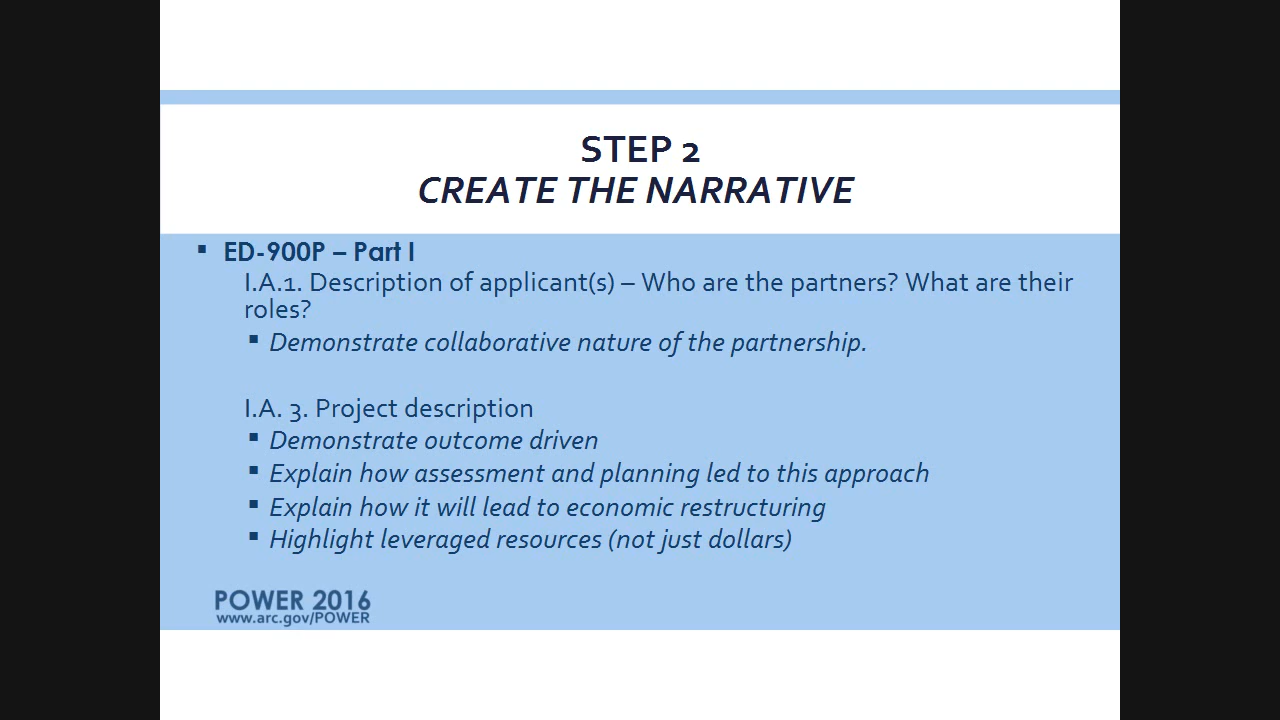 STEP 2
CREATE THE NARRATIVE
▪ ED-900P – Part I
I.A.1. Description of applicant(s) – Who are the partners? What are their
roles?
▪ Demonstrate collaborative nature of the partnership.
I.A. 3. Project description
▪ Demonstrate outcome driven
▪ Explain how assessment and planning led to this approach
▪ Explain how it will lead to economic restructuring
▪ Highlight leveraged resources (not just dollars)
POWER 2016
www.arc.gov/POWER